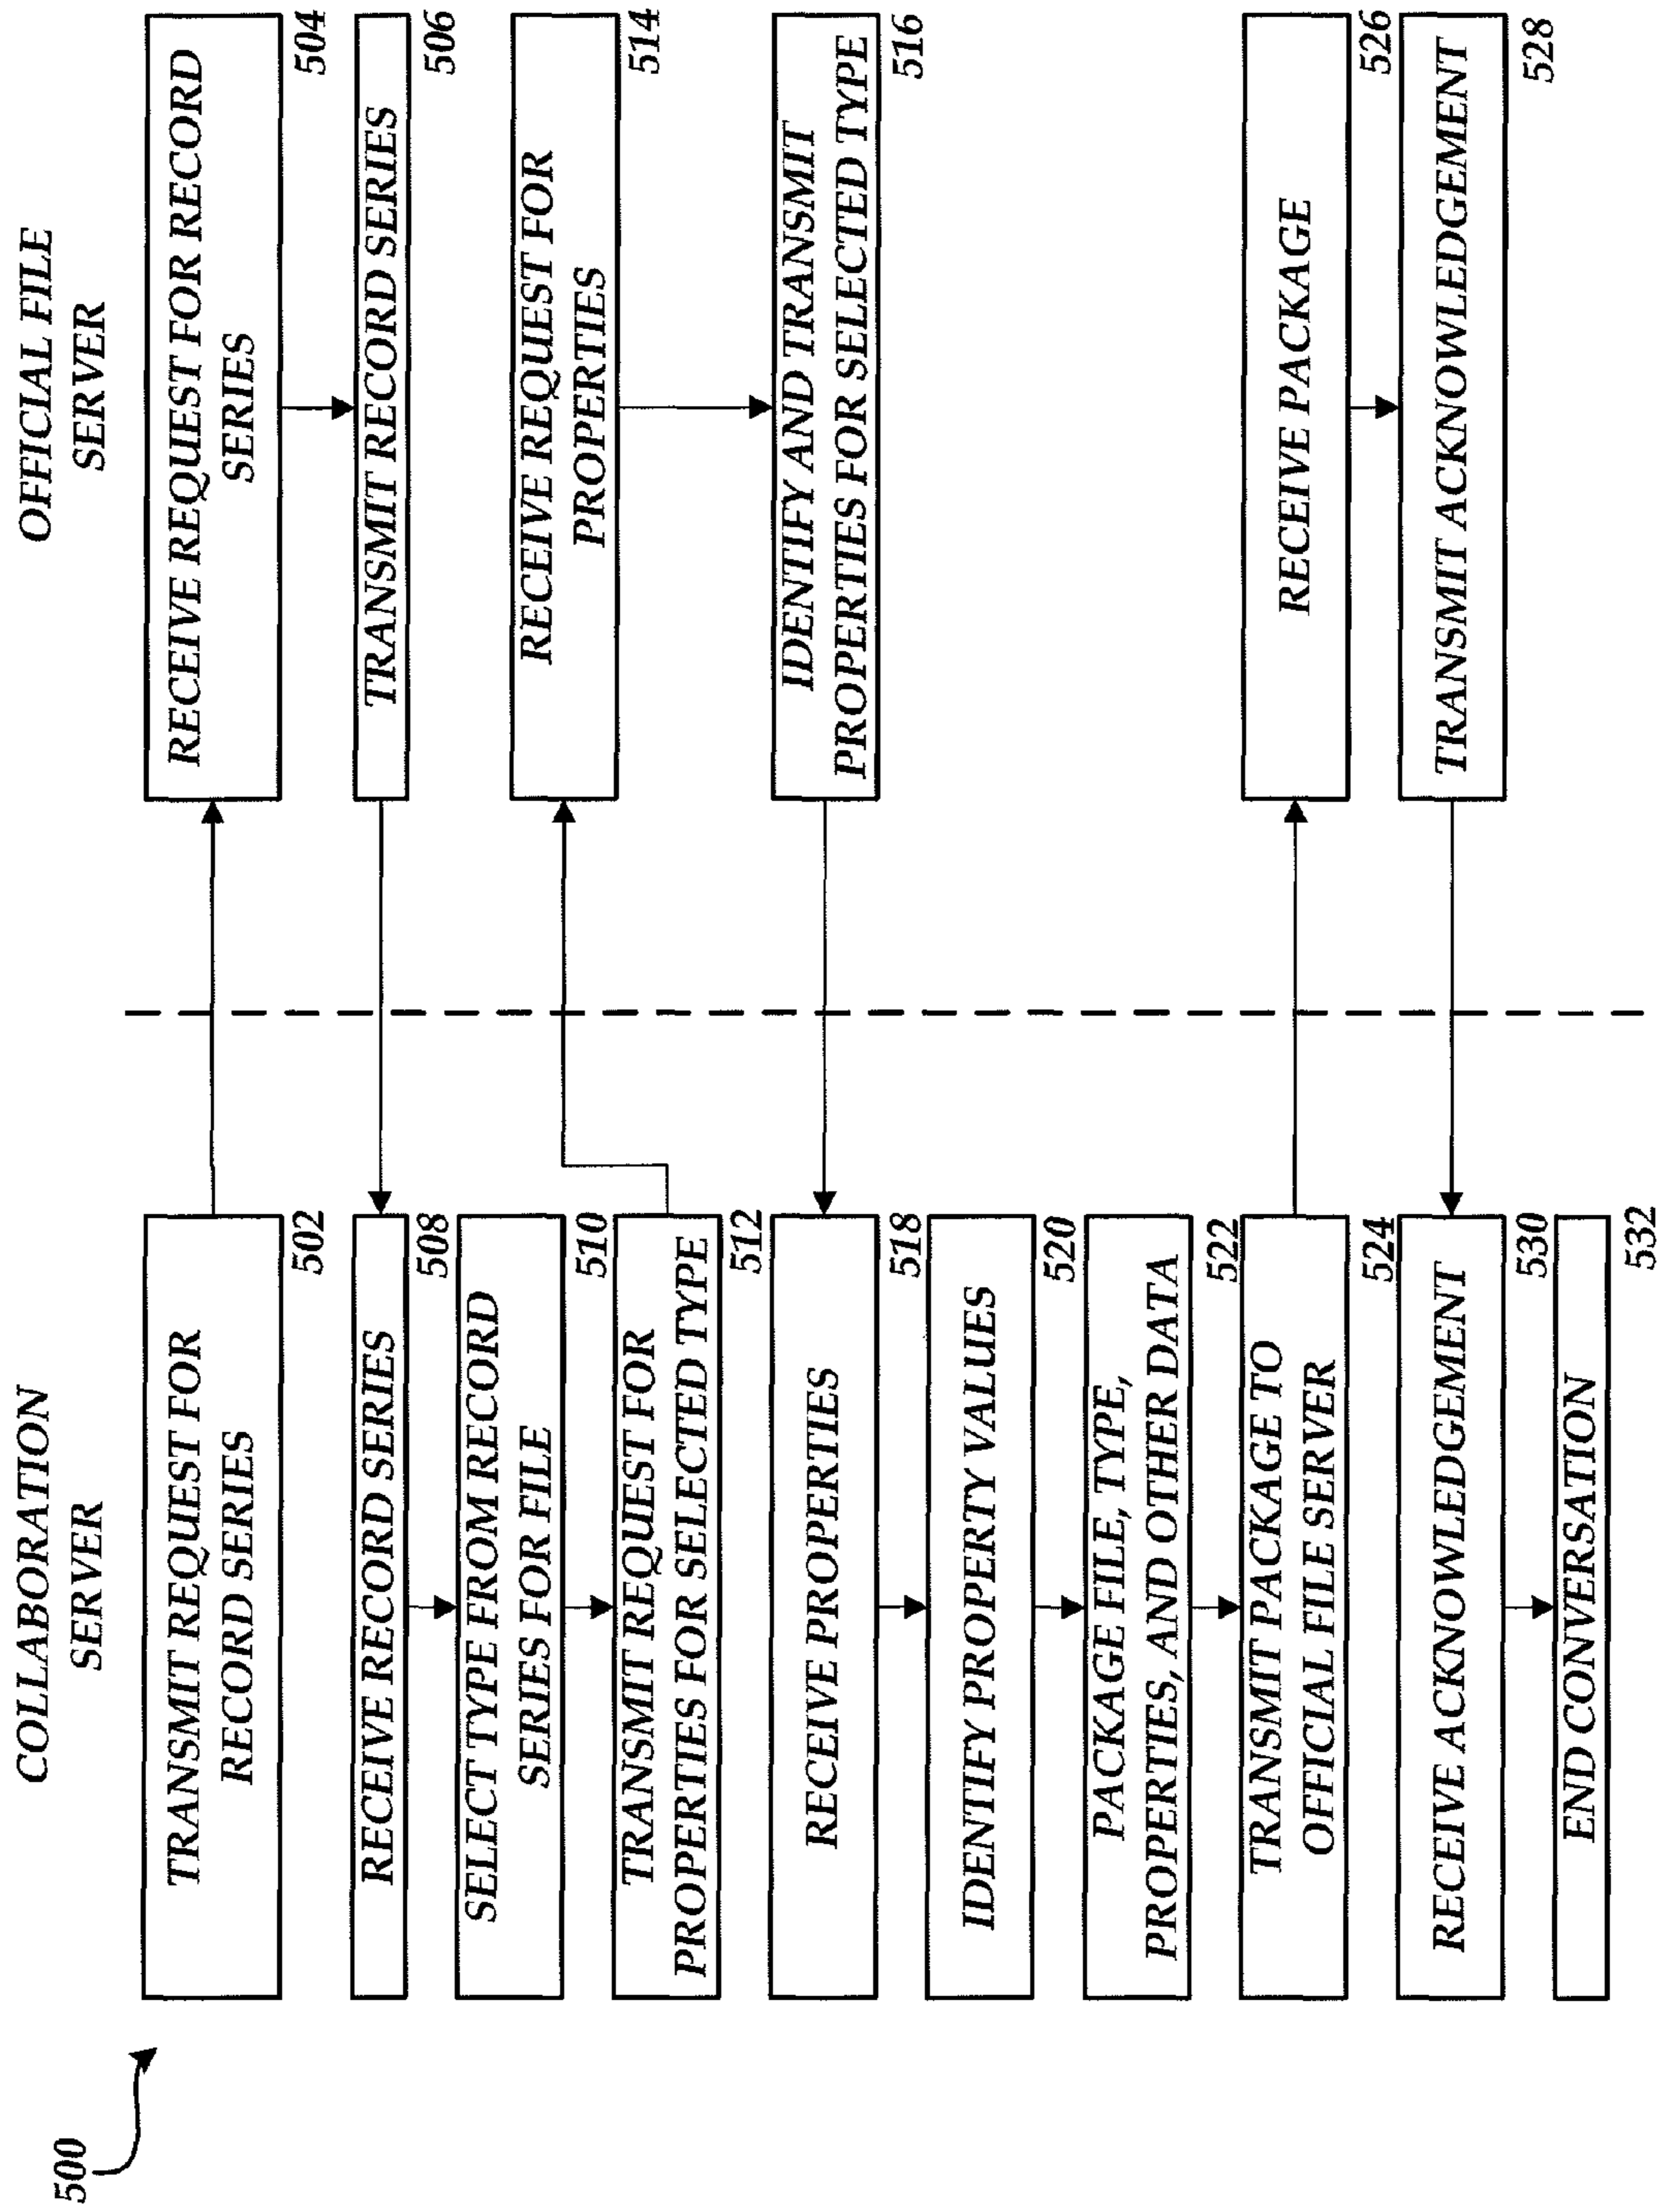 500
COLLABORATION
SERVER
OFFICIAL FILE
SERVER
TRANSMIT REQUEST FOR
RECORD SERIES
502
RECEIVE REQUEST FOR RECORD
SERIES
504
TRANSMIT RECORD SERIES
506
RECEIVE RECORD SERIES
508
SELECT TYPE FROM RECORD
SERIES FOR FILE
510
TRANSMIT REQUEST FOR
PROPERTIES FOR SELECTED TYPE
512
RECEIVE REQUEST FOR
PROPERTIES
514
IDENTIFY AND TRANSMIT
PROPERTIES FOR SELECTED TYPE
516
RECEIVE PROPERTIES
518
IDENTIFY PROPERTY VALUES
520
PACKAGE FILE, TYPE,
PROPERTIES, AND OTHER DATA
522
TRANSMIT PACKAGE TO
OFFICIAL FILE SERVER
524
RECEIVE PACKAGE
526
TRANSMIT ACKNOWLEDGEMENT
528
RECEIVE ACKNOWLEDGMENT
530
END CONVERSATION
532